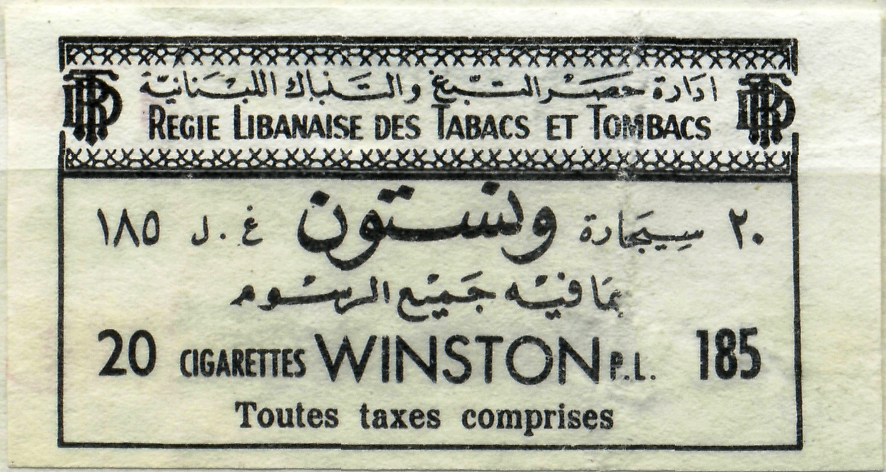 ادارة حصر التبغ والتنباك اللبنانية
REGIE LIBANAISE DES TABACS ET TOMBACS
٢٠ سيجارة ونستون غ.ل ١٨٥
بما فيه جميع الرسوم
20 CIGARETTES WINSTON P.L. 185
Toutes taxes comprises